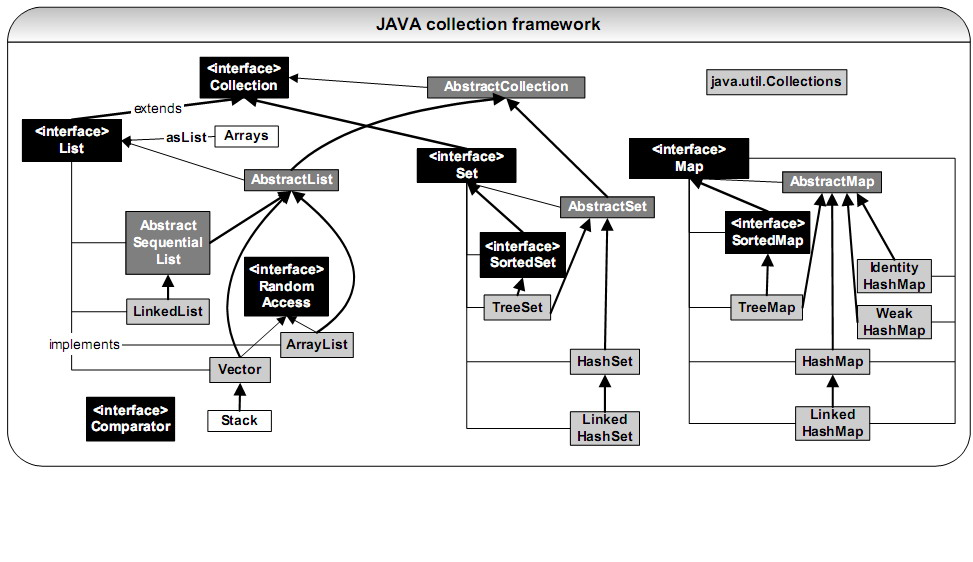 JAVA collection framework
<interface>
Collection
AbstractCollection
java.util.Collections
extends
<interface>
List
asList
Arrays
<interface>
Set
<interface>
Map
AbstractList
AbstractMap
AbstractSet
Abstract
Sequential
List
<interface>
SortedSet
<interface>
SortedMap
<interface>
Random
Access
Identity
HashMap
LinkedList
TreeSet
TreeMap
Weak
HashMap
implements
ArrayList
Vector
HashSet
HashMap
<interface>
Comparator
Stack
Linked
HashSet
Linked
HashMap